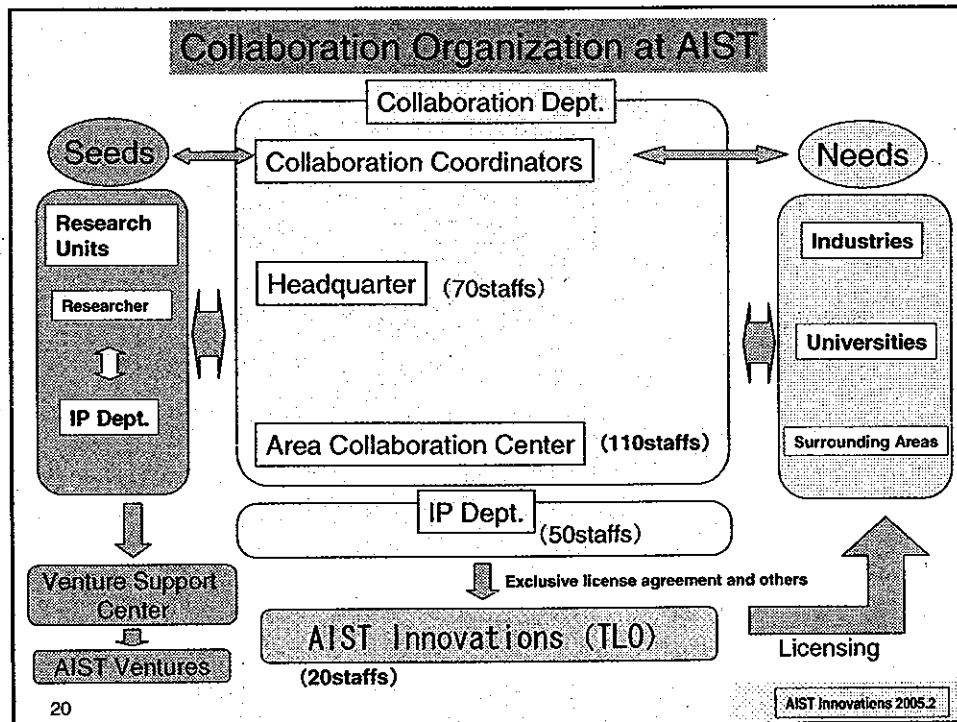 Collaboration Organization at AIST
Collaboration Dept.
Seeds
Collaboration Coordinators
Needs
Research
Units
Researcher
IP Dept.
Headquarter (70staffs)
Area Collaboration Center (110staffs)
Industries
Universities
Surrounding Areas
IP Dept.
(50staffs)
Exclusive license agreement and others
Venture Support
Center
AIST Ventures
AIST Innovations (TLO)
(20staffs)
Licensing
20
AIST Innovations 2005.2